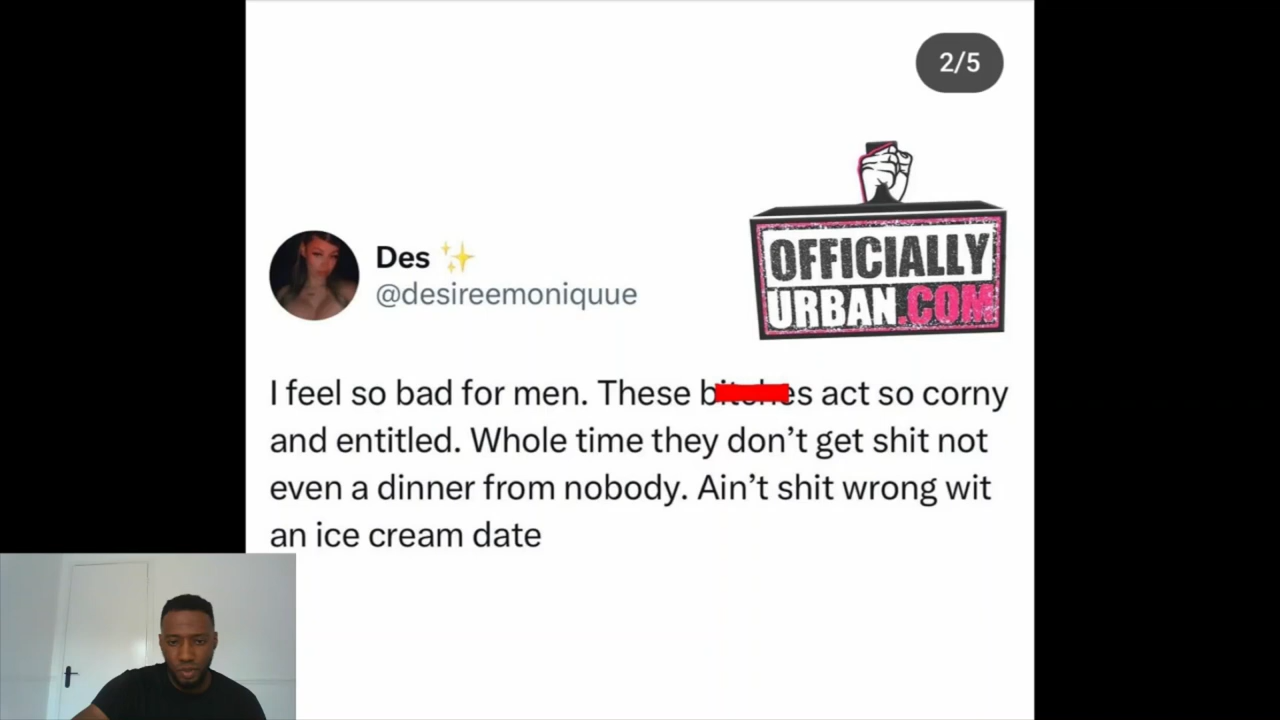 2/5
OFFICIALLY
URBAN.COM
Des ✨
@desireemoniquue
I feel so bad for men. These bitches act so corny
and entitled. Whole time they don’t get shit not
even a dinner from nobody. Ain’t shit wrong wit
an ice cream date